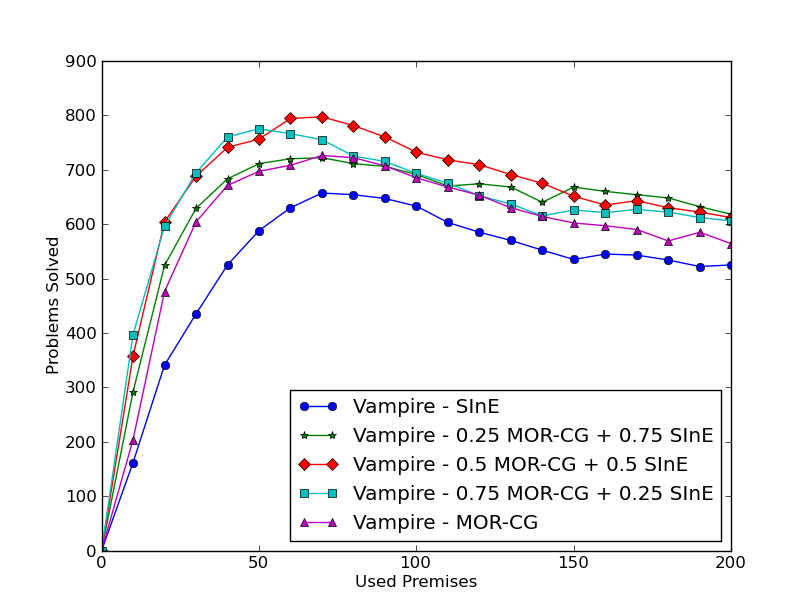 900
800
700
600
500
400
300
200
100
0
Problems Solved
Vampire - SInE
Vampire - 0.25 MOR-CG + 0.75 SInE
Vampire - 0.5 MOR-CG + 0.5 SInE
Vampire - 0.75 MOR-CG + 0.25 SInE
Vampire - MOR-CG
0 50 100 150 200
Used Premises